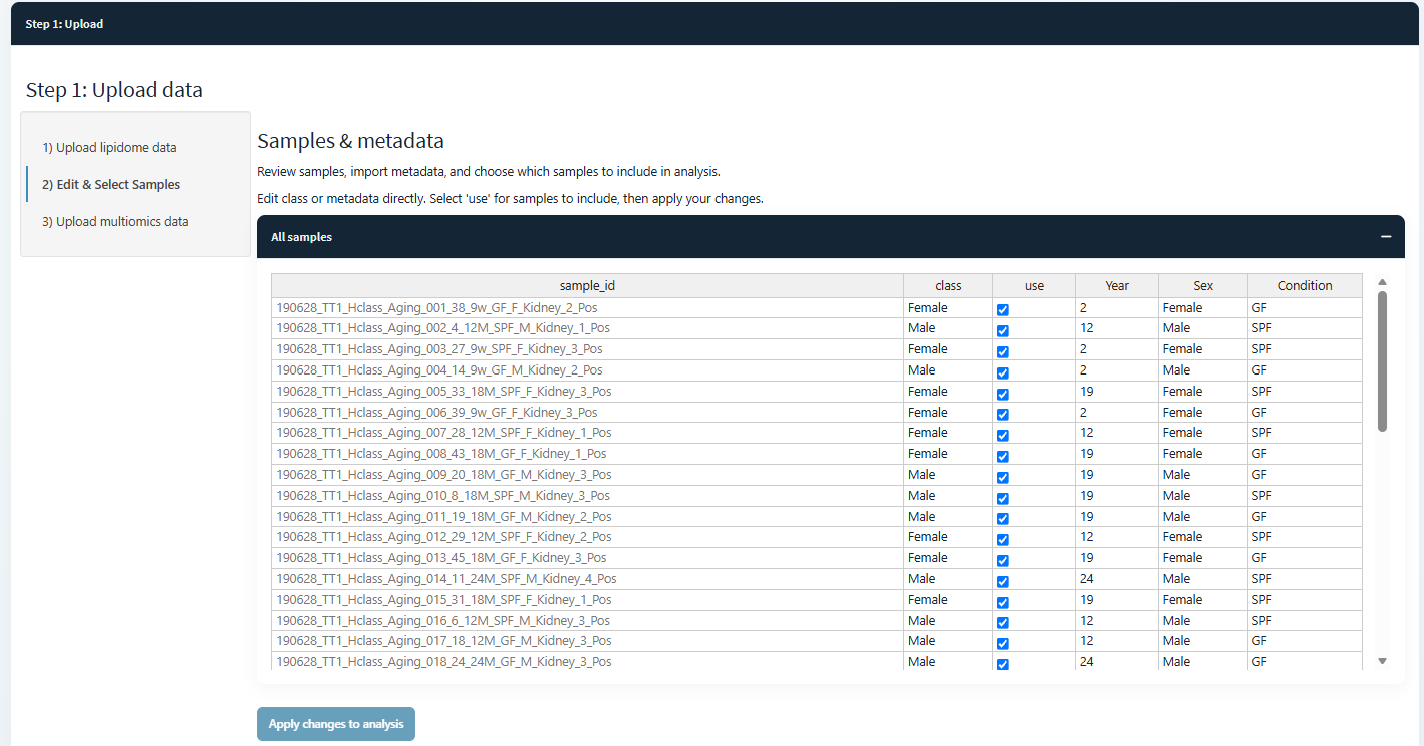 Step 1: Upload
Step 1: Upload data
1) Upload lipidome data
2) Edit & Select Samples
3) Upload multiomics data
Samples & metadata
Review samples, import metadata, and choose which samples to include in analysis.
Edit class or metadata directly. Select 'use' for samples to include, then apply your changes.
All samples
sample_id class use Year Sex Condition
190628_TT1_Hclass_Aging_001_38_9w_GF_F_Kidney_2_Pos Female 2 Female GF
190628_TT1_Hclass_Aging_002_4_12M_SPF_M_Kidney_1_Pos Male 12 Male SPF
190628_TT1_Hclass_Aging_003_27_9w_SPF_F_Kidney_3_Pos Female 2 Female SPF
190628_TT1_Hclass_Aging_004_14_9w_GF_M_Kidney_2_Pos Male 2 Male GF
190628_TT1_Hclass_Aging_005_33_18M_SPF_F_Kidney_3_Pos Female 19 Female SPF
190628_TT1_Hclass_Aging_006_39_9w_GF_F_Kidney_3_Pos Female 2 Female GF
190628_TT1_Hclass_Aging_007_28_12M_SPF_F_Kidney_1_Pos Female 12 Female SPF
190628_TT1_Hclass_Aging_008_43_18M_GF_F_Kidney_1_Pos Female 19 Female GF
190628_TT1_Hclass_Aging_009_20_18M_GF_M_Kidney_3_Pos Male 19 Male GF
190628_TT1_Hclass_Aging_010_8_18M_SPF_M_Kidney_3_Pos Male 19 Male SPF
190628_TT1_Hclass_Aging_011_19_18M_GF_M_Kidney_2_Pos Male 19 Male GF
190628_TT1_Hclass_Aging_012_29_12M_SPF_F_Kidney_2_Pos Female 12 Female SPF
190628_TT1_Hclass_Aging_013_45_18M_GF_F_Kidney_3_Pos Female 19 Female GF
190628_TT1_Hclass_Aging_014_11_24M_SPF_M_Kidney_4_Pos Male 24 Male SPF
190628_TT1_Hclass_Aging_015_31_18M_SPF_F_Kidney_1_Pos Female 19 Female SPF
190628_TT1_Hclass_Aging_016_6_12M_SPF_M_Kidney_3_Pos Male 12 Male SPF
190628_TT1_Hclass_Aging_017_18_12M_GF_M_Kidney_3_Pos Male 12 Male GF
190628_TT1_Hclass_Aging_018_24_24M_GF_M_Kidney_3_Pos Male 24 Male GF
Apply changes to analysis